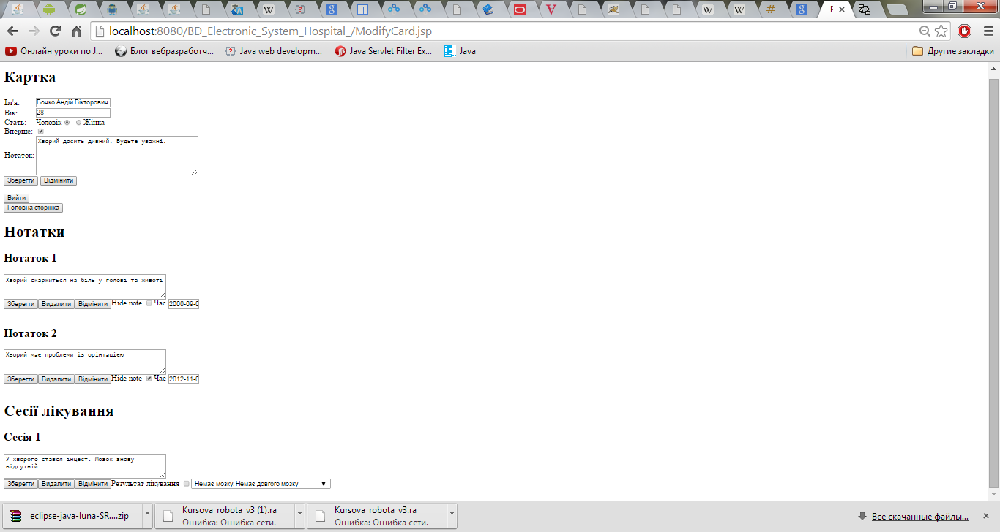 localhost:8080/BD_Electronic_System_Hospital_/ModifyCard.jsp
Онлайн уроки по J... Блог вебразработч... Java web developm... Java Servlet Filter Ex... Java Другие закладки
Картка
Ім'я: Бочко Андій Вікторович
Вік: 28
Стать: Чоловік Жінка
Вперше:
Хворий досить дивний. Будьте уважні.
Нотаток:
Зберегти Відмінити
Вийти
Головна сторінка
Нотатки
Нотаток 1
Хворий скаржиться на біль у голові та животі
Зберегти Видалити Відмінити Hide note Час 2000-09-0
Нотаток 2
Хворий має проблеми із орінтацією
Зберегти Видалити Відмінити Hide note Час 2012-11-0
Сесії лікування
Сесія 1
У хворого стався інцест. Мозок знову
відсутній
Зберегти Видалити Відмінити Результат лікування Немає мозку. Немає довгого мозку
eclipse-java-luna-SR....zip Kursova_robota_v3 (1).ra Kursova_robota_v3.ra Все скачанные файлы...
Ошибка: Ошибка сети. Ошибка: Ошибка сети.